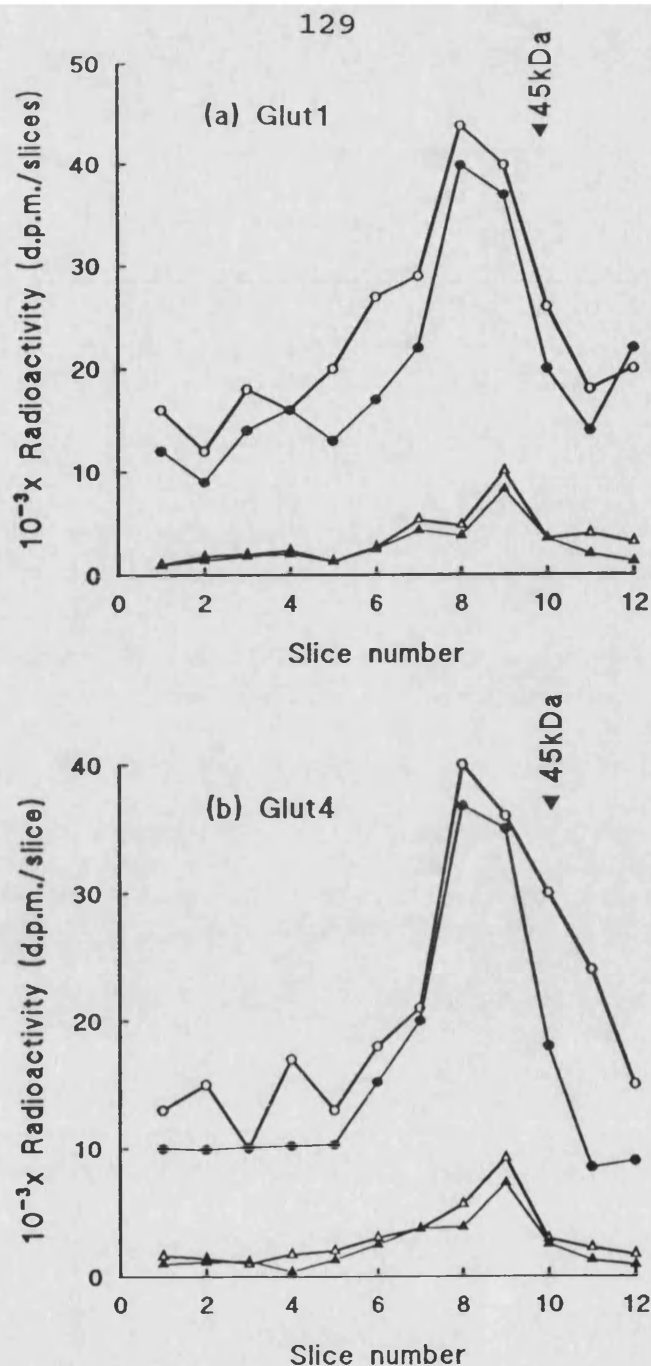 129
◄45kDa
(a) Glut1
10⁻³x Radioactivity (d.p.m./slices)
50
40
30
20
10
0
0 2 4 6 8 10 12
Slice number
◄45kDa
(b) Glut4
10⁻³x Radioactivity (d.p.m./slice)
40
30
20
10
0
0 2 4 6 8 10 12
Slice number